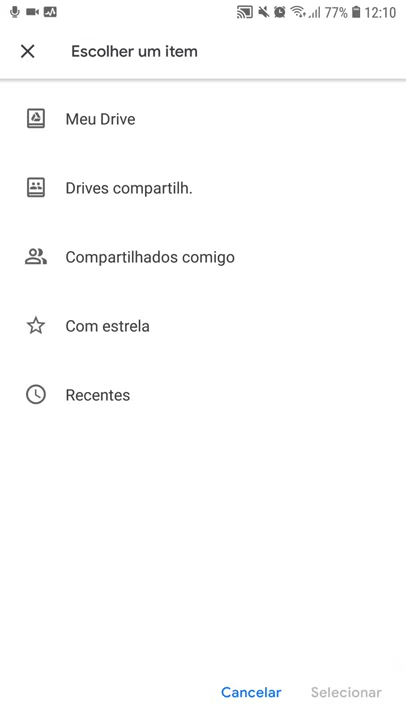 77% 12:10
Escolher um item
Meu Drive
Drives compartilh.
Compartilhados comigo
Com estrela
Recentes
Cancelar Selecionar